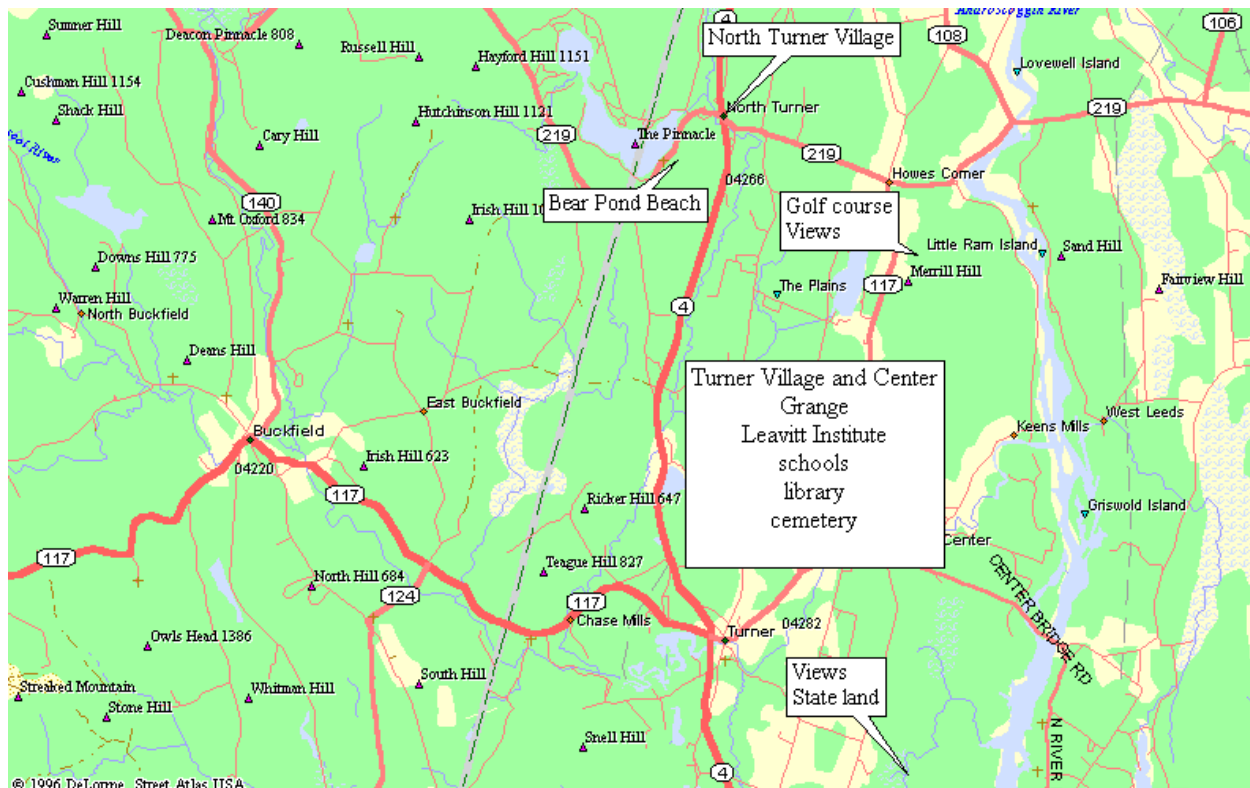 Androscoggin River
Sumner Hill
4
106
Deacon Pinnacle 808
North Turner Village
108
Russell Hill
Hayford Hill 1151
Lovewell Island
Cushman Hill 1154
Shack Hill
North Turner
219
Hutchinson Hill 1121
219
Cary Hill
The Pinnacle
219
Howes Corner
04266
140
Bear Pond Beach
Golf course
Views
Mt Oxford 834
Irish Hill
Little Ram Island
Sand Hill
Downs Hill 775
Merrill Hill
117
The Plains
Fairview Hill
Warren Hill
North Buckfield
4
Deans Hill
Turner Village and Center
Grange
Leavitt Institute
schools
library
cemetery
East Buckfield
West Leeds
Buckfield
Keens Mills
04220
Irish Hill 623
117
Ricker Hill 647
Griswold Island
Center
117
Teague Hill 827
North Hill 684
124
117
CENTER BRIDGE RD
Chase Mills
04282
Turner
Owls Head 1386
Views
State land
South Hill
Streaked Mountain
Whitman Hill
Stone Hill
N RIVER
Snell Hill
4
© 1996 DeLorme. Street Atlas USA